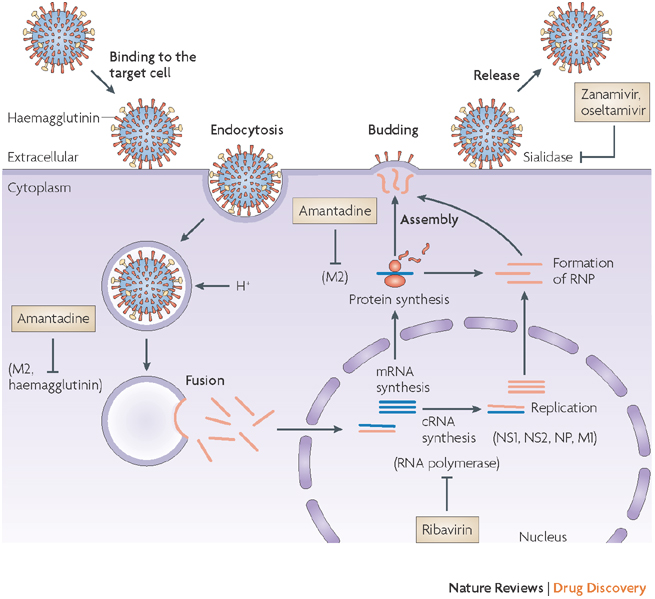 Binding to the
target cell
Release
Zanamivir,
oseltamivir
Haemagglutinin
Endocytosis
Budding
Extracellular
Sialidase
Cytoplasm
Amantadine
Assembly
(M2)
Formation
of RNP
H⁺
Protein synthesis
Amantadine
(M2,
haemagglutinin)
Fusion
mRNA
synthesis
cRNA
synthesis
Replication
(NS1, NS2, NP, M1)
(RNA polymerase)
Ribavirin
Nucleus
Nature Reviews | Drug Discovery